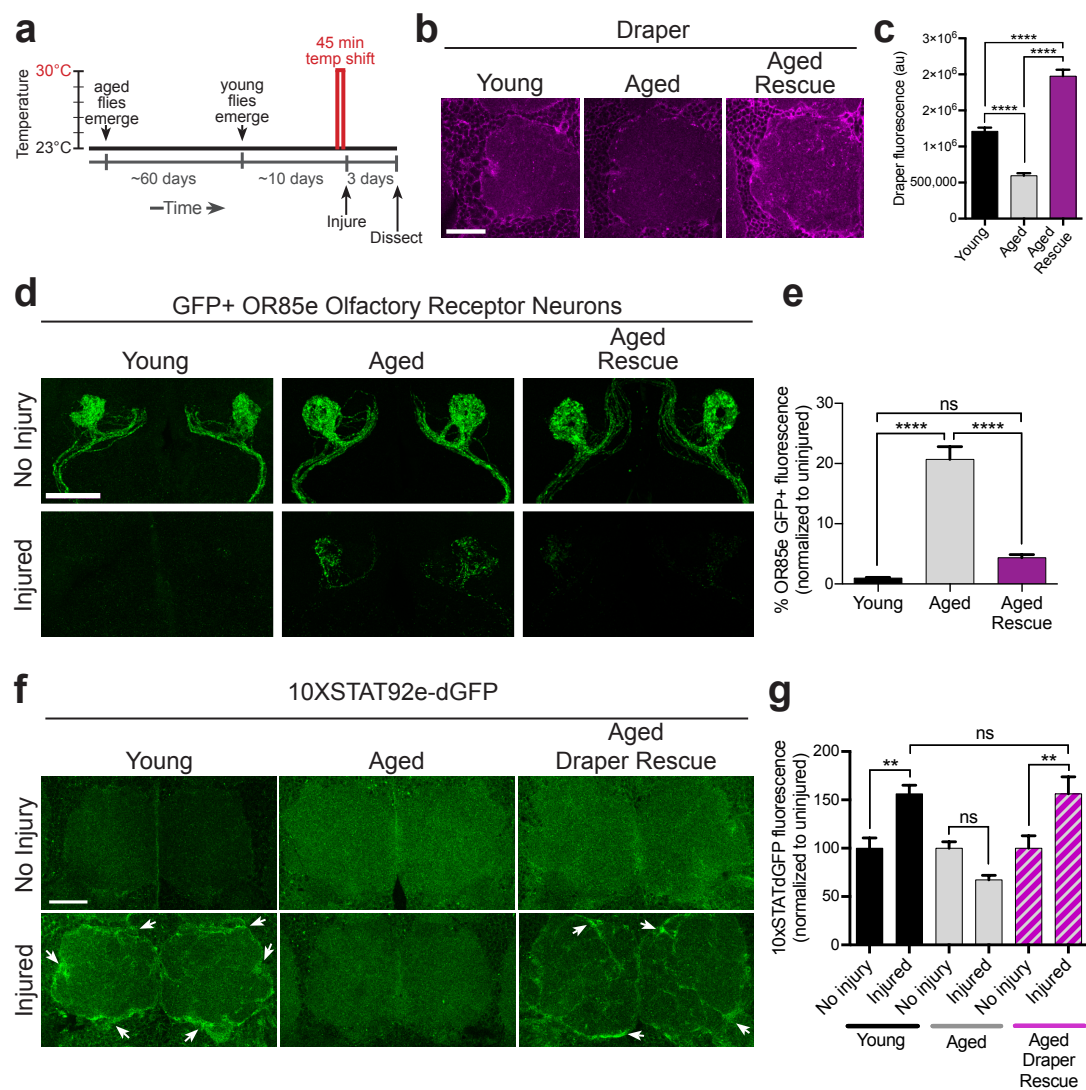 a
45 min
temp shift
30°C
23°C
Temperature
aged
flies
emerge
young
flies
emerge
~60 days
~10 days
3 days
Time
Injure
Dissect
b
Draper
Young
Aged
Aged
Rescue
c
Draper fluorescence (au)
3×10⁶
2×10⁶
2×10⁶
1×10⁶
500,000
0
****
****
****
Young
Aged
Aged
Rescue
d
GFP+ OR85e Olfactory Receptor Neurons
Young
Aged
Aged
Rescue
No Injury
Injured
e
% OR85e GFP+ fluorescence
(normalized to uninjured)
30
20
10
0
ns
****
****
Young
Aged
Aged
Rescue
f
10XSTAT92e-dGFP
Young
Aged
Aged
Draper Rescue
No Injury
Injured
g
10xSTATdGFP fluorescence
(normalized to uninjured)
200
150
100
50
0
ns
**
ns
**
No injury
Injured
No injury
Injured
No injury
Injured
Young
Aged
Aged
Draper
Rescue